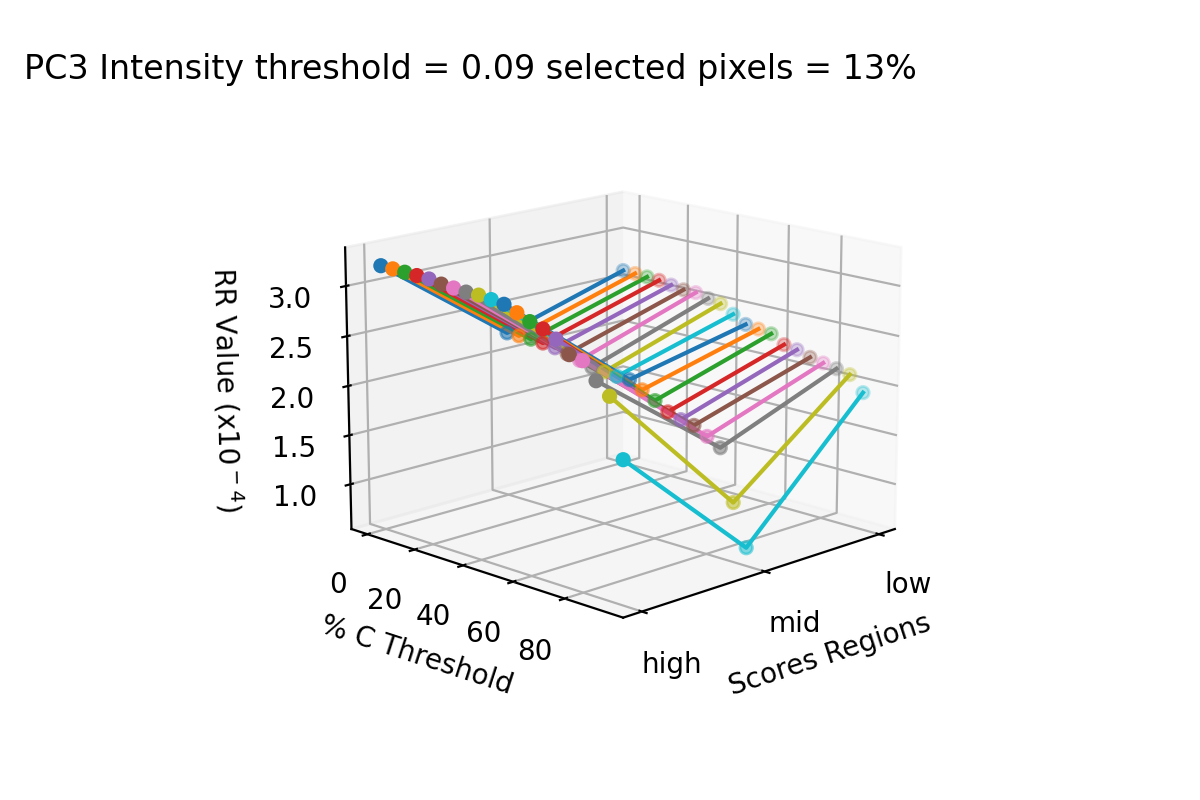 PC3 Intensity threshold = 0.09 selected pixels = 13%
RR Value (x10⁻⁴)
3.0
2.5
2.0
1.5
1.0
0
20
40
60
80
% C Threshold
high
mid
low
Scores Regions